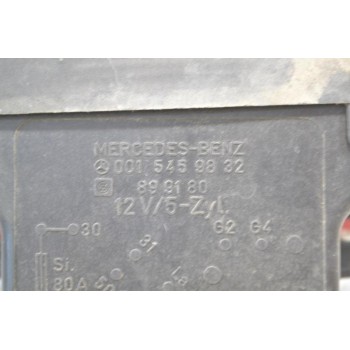 MERCEDES-BENZ
001 545 98 32
89 91 80
12V/5-Zyl.
30
G2 G4
31
Si.
80A